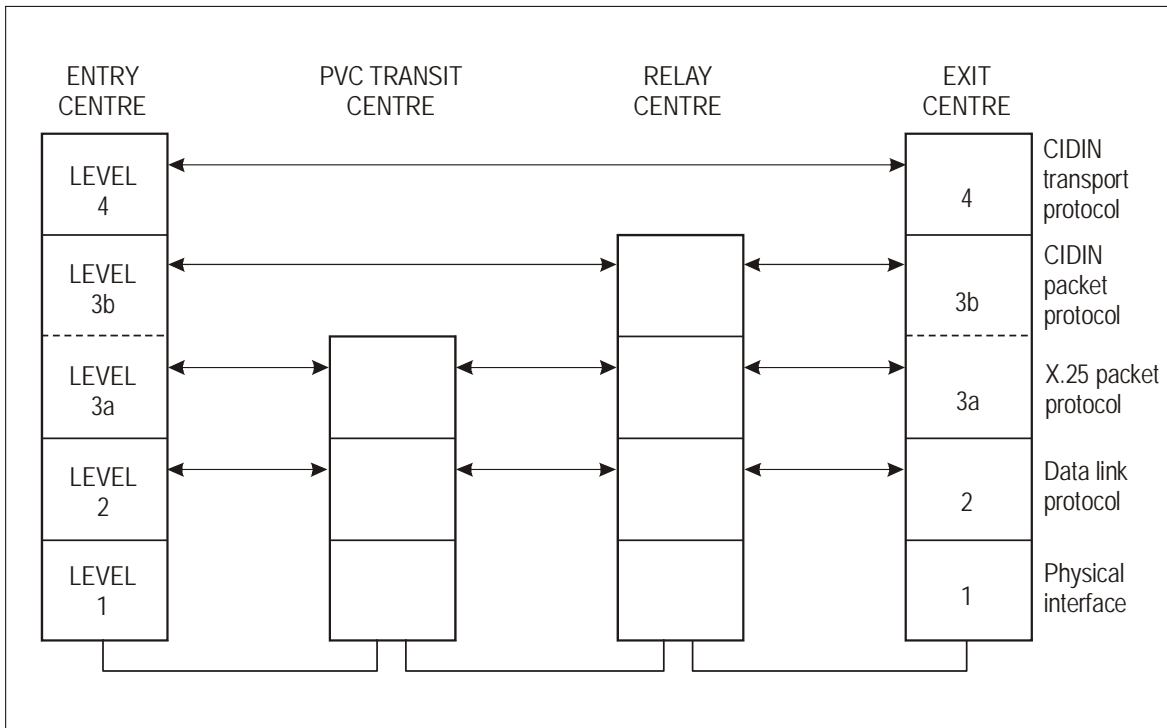 ENTRY
CENTRE
PVC TRANSIT
CENTRE
RELAY
CENTRE
EXIT
CENTRE
LEVEL
4
4
CIDIN
transport
protocol
LEVEL
3b
3b
CIDIN
packet
protocol
LEVEL
3a
3a
X.25 packet
protocol
LEVEL
2
2
Data link
protocol
LEVEL
1
1
Physical
interface